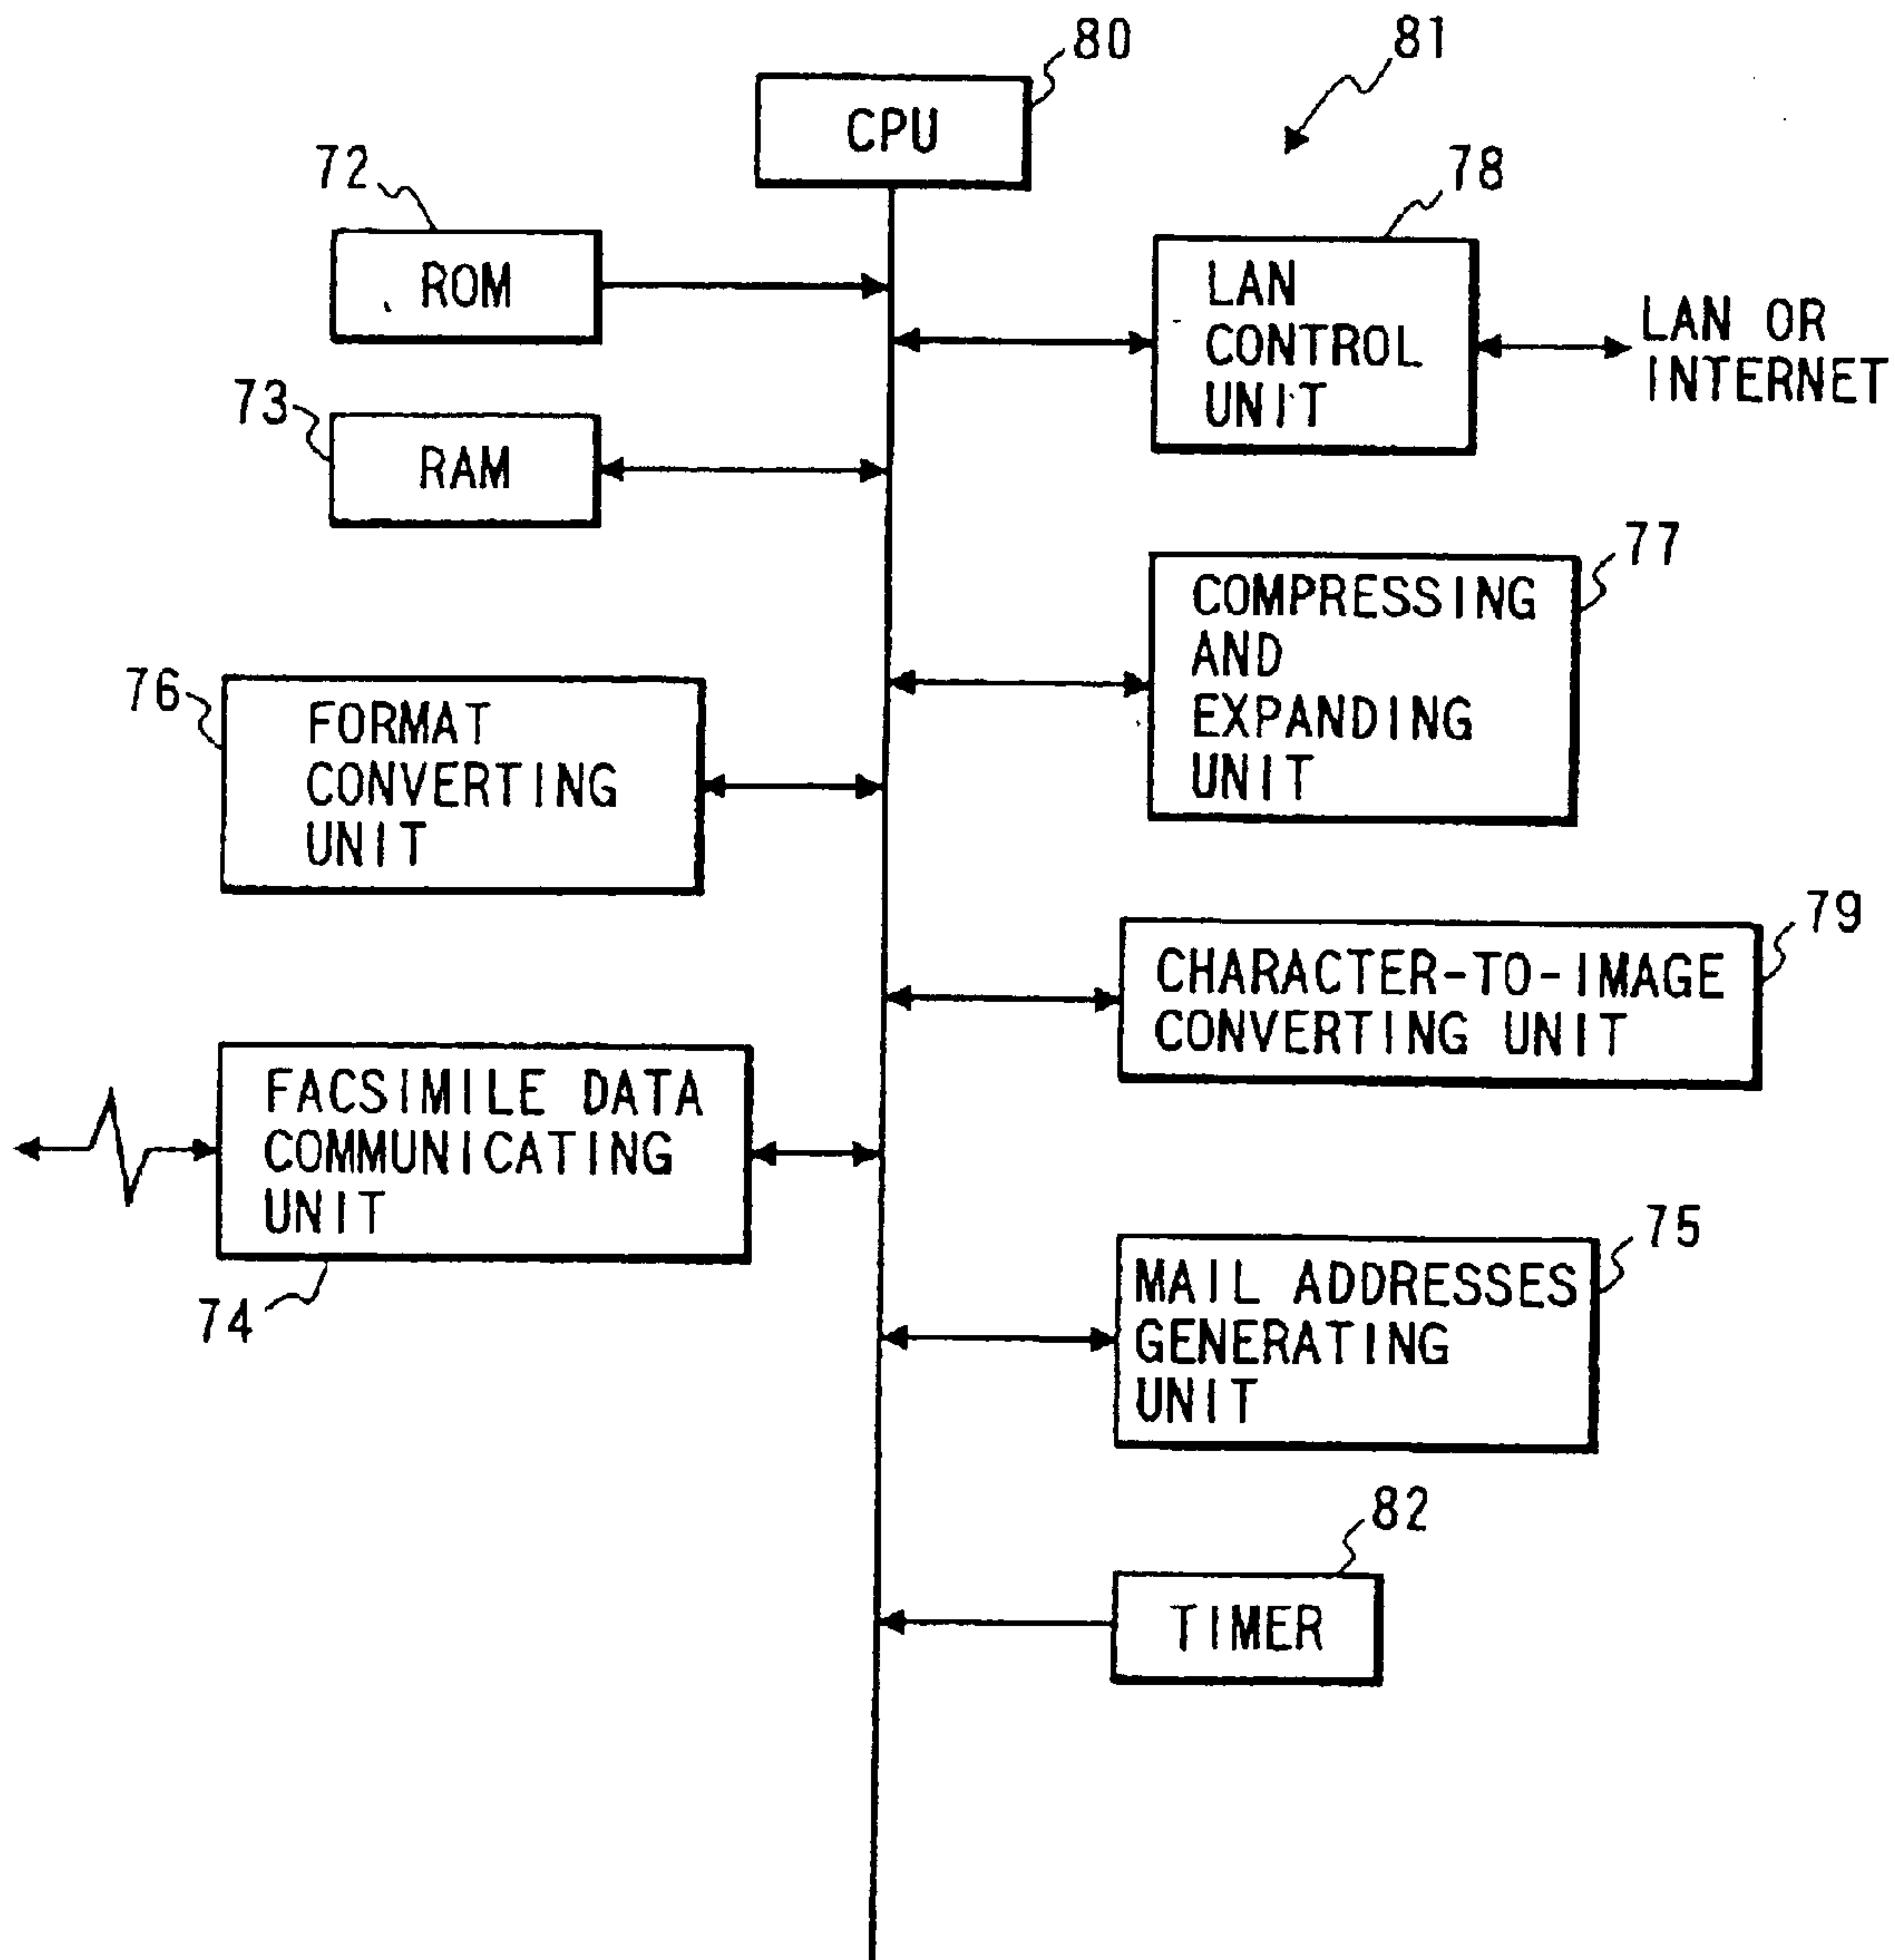 80
81
CPU
72
78
ROM
LAN
CONTROL
UNIT
LAN OR
INTERNET
73
RAM
77
COMPRESSING
AND
EXPANDING
UNIT
76
FORMAT
CONVERTING
UNIT
79
CHARACTER-TO-IMAGE
CONVERTING UNIT
FACSIMILE DATA
COMMUNICATING
UNIT
74
75
MAIL ADDRESSES
GENERATING
UNIT
82
TIMER